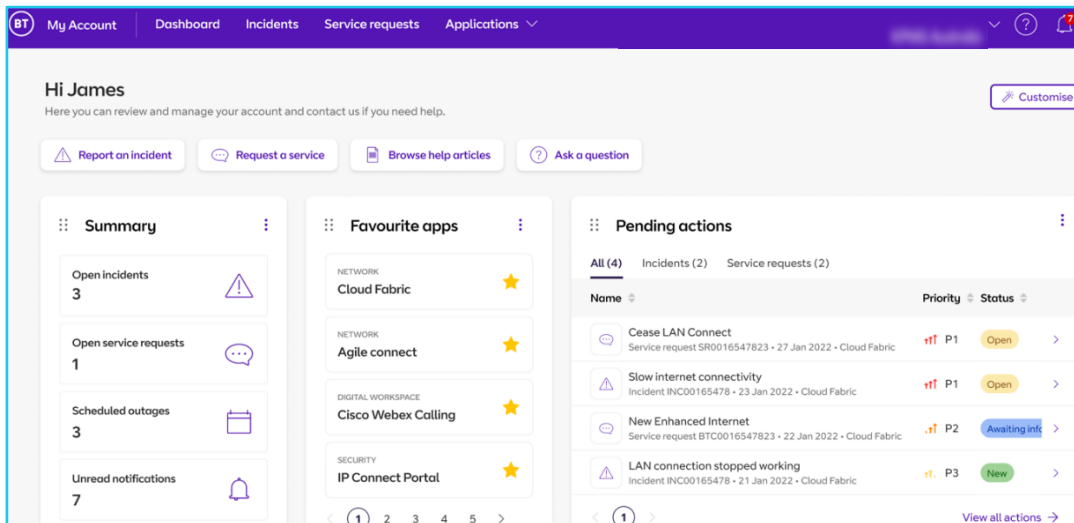 BT My Account Dashboard Incidents Service requests Applications ? 7
Hi James
Here you can review and manage your account and contact us if you need help.
Customise
Report an incident
Request a service
Browse help articles
? Ask a question
Summary
Open incidents
3
Open service requests
1
Scheduled outages
3
Unread notifications
7
Favourite apps
NETWORK
Cloud Fabric
NETWORK
Agile connect
DIGITAL WORKSPACE
Cisco Webex Calling
SECURITY
IP Connect Portal
< 1 2 3 4 5 >
Pending actions
All (4) Incidents (2) Service requests (2)
Name Priority Status
Cease LAN Connect
Service request SR0016547823 • 27 Jan 2022 • Cloud Fabric
P1 Open
Slow internet connectivity
Incident INC00165478 • 23 Jan 2022 • Cloud Fabric
P1 Open
New Enhanced Internet
Service request BTC0016547823 • 22 Jan 2022 • Cloud Fabric
P2 Awaiting info
LAN connection stopped working
Incident INC00165478 • 21 Jan 2022 • Cloud Fabric
P3 New
< 1 >
View all actions →